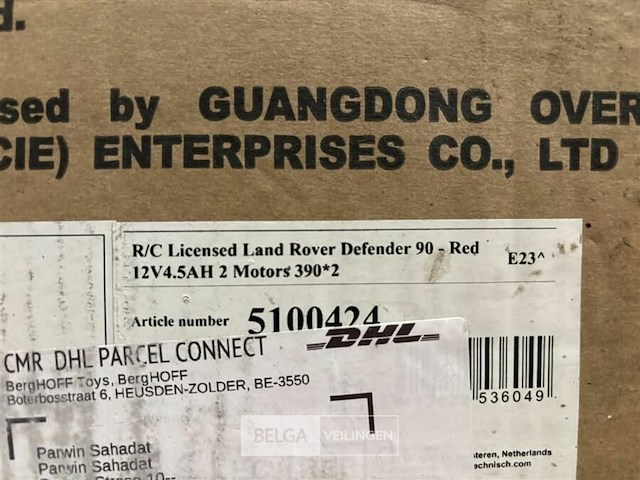 d.
sed by GUANGDONG OVER
CIE) ENTERPRISES CO., LTD
R/C Licensed Land Rover Defender 90 - Red E23^
12V4.5AH 2 Motors 390*2
Article number 5100424
CMR DHL PARCEL CONNECT DHL
BergHOFF Toys, BergHOFF
Boterbosstraat 6, HEUSDEN-ZOLDER, BE-3550
536049
BELGA VEILINGEN
Parwin Sahadat
Parwin Sahadat
steren, Netherlands
echnisch.com